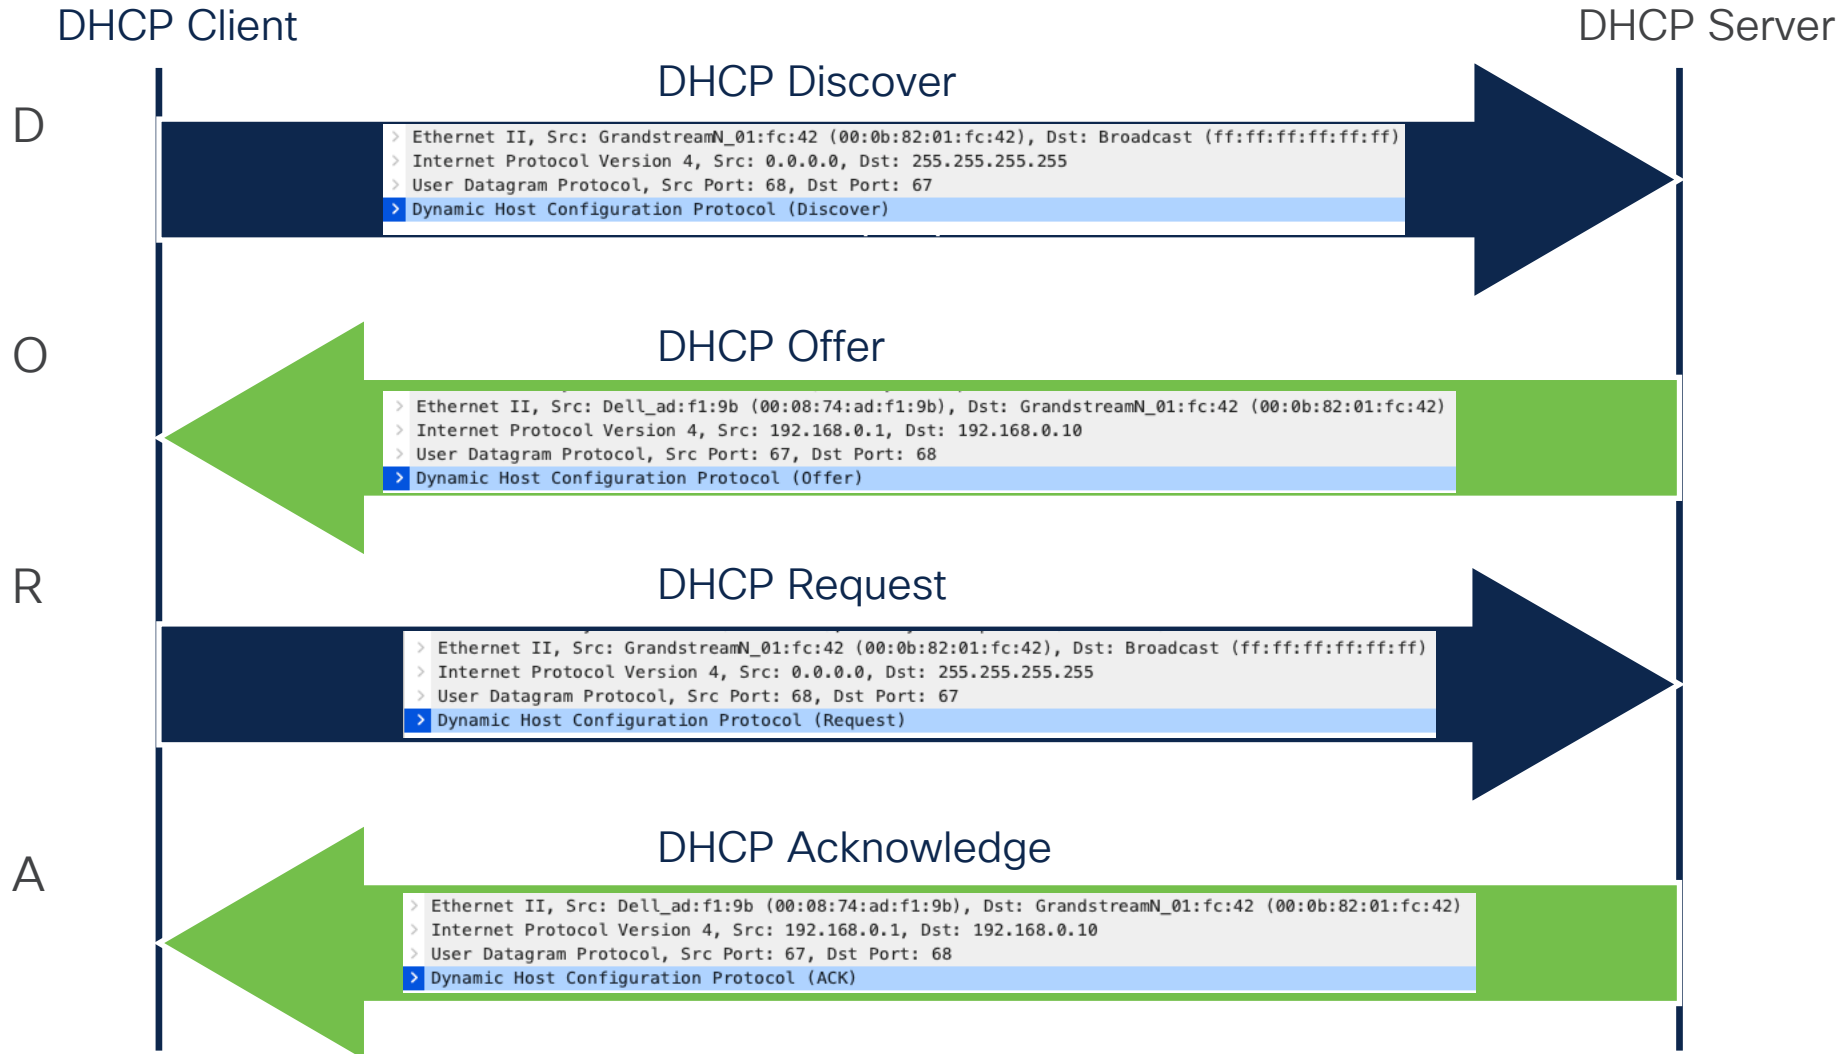 DHCP Client
DHCP Server
D
DHCP Discover
> Ethernet II, Src: GrandstreamN_01:fc:42 (00:0b:82:01:fc:42), Dst: Broadcast (ff:ff:ff:ff:ff:ff)
> Internet Protocol Version 4, Src: 0.0.0.0, Dst: 255.255.255.255
> User Datagram Protocol, Src Port: 68, Dst Port: 67
> Dynamic Host Configuration Protocol (Discover)
O
DHCP Offer
> Ethernet II, Src: Dell_ad:f1:9b (00:08:74:ad:f1:9b), Dst: GrandstreamN_01:fc:42 (00:0b:82:01:fc:42)
> Internet Protocol Version 4, Src: 192.168.0.1, Dst: 192.168.0.10
> User Datagram Protocol, Src Port: 67, Dst Port: 68
> Dynamic Host Configuration Protocol (Offer)
R
DHCP Request
> Ethernet II, Src: GrandstreamN_01:fc:42 (00:0b:82:01:fc:42), Dst: Broadcast (ff:ff:ff:ff:ff:ff)
> Internet Protocol Version 4, Src: 0.0.0.0, Dst: 255.255.255.255
> User Datagram Protocol, Src Port: 68, Dst Port: 67
> Dynamic Host Configuration Protocol (Request)
A
DHCP Acknowledge
> Ethernet II, Src: Dell_ad:f1:9b (00:08:74:ad:f1:9b), Dst: GrandstreamN_01:fc:42 (00:0b:82:01:fc:42)
> Internet Protocol Version 4, Src: 192.168.0.1, Dst: 192.168.0.10
> User Datagram Protocol, Src Port: 67, Dst Port: 68
> Dynamic Host Configuration Protocol (ACK)